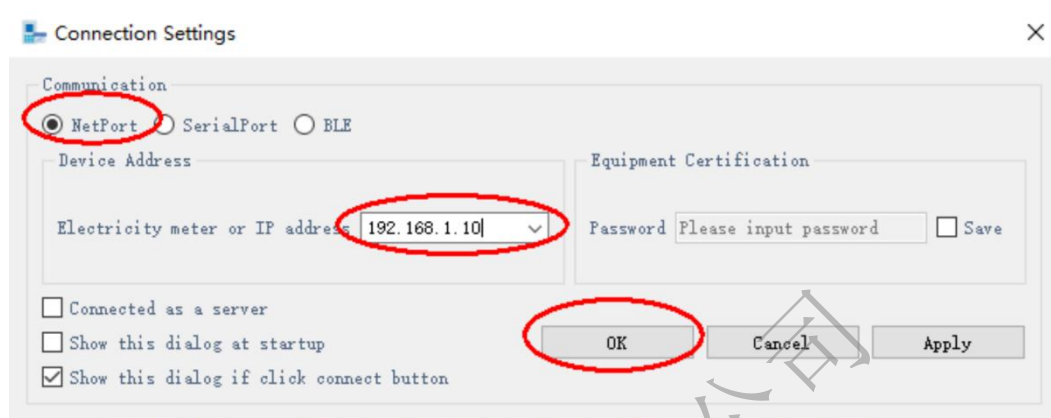 Connection Settings
Communication
NetPort SerialPort BLE
Device Address
Equipment Certification
Electricity meter or IP address 192.168.1.10
Password Please input password Save
Connected as a server
Show this dialog at startup
OK Cancel Apply
Show this dialog if click connect button
司